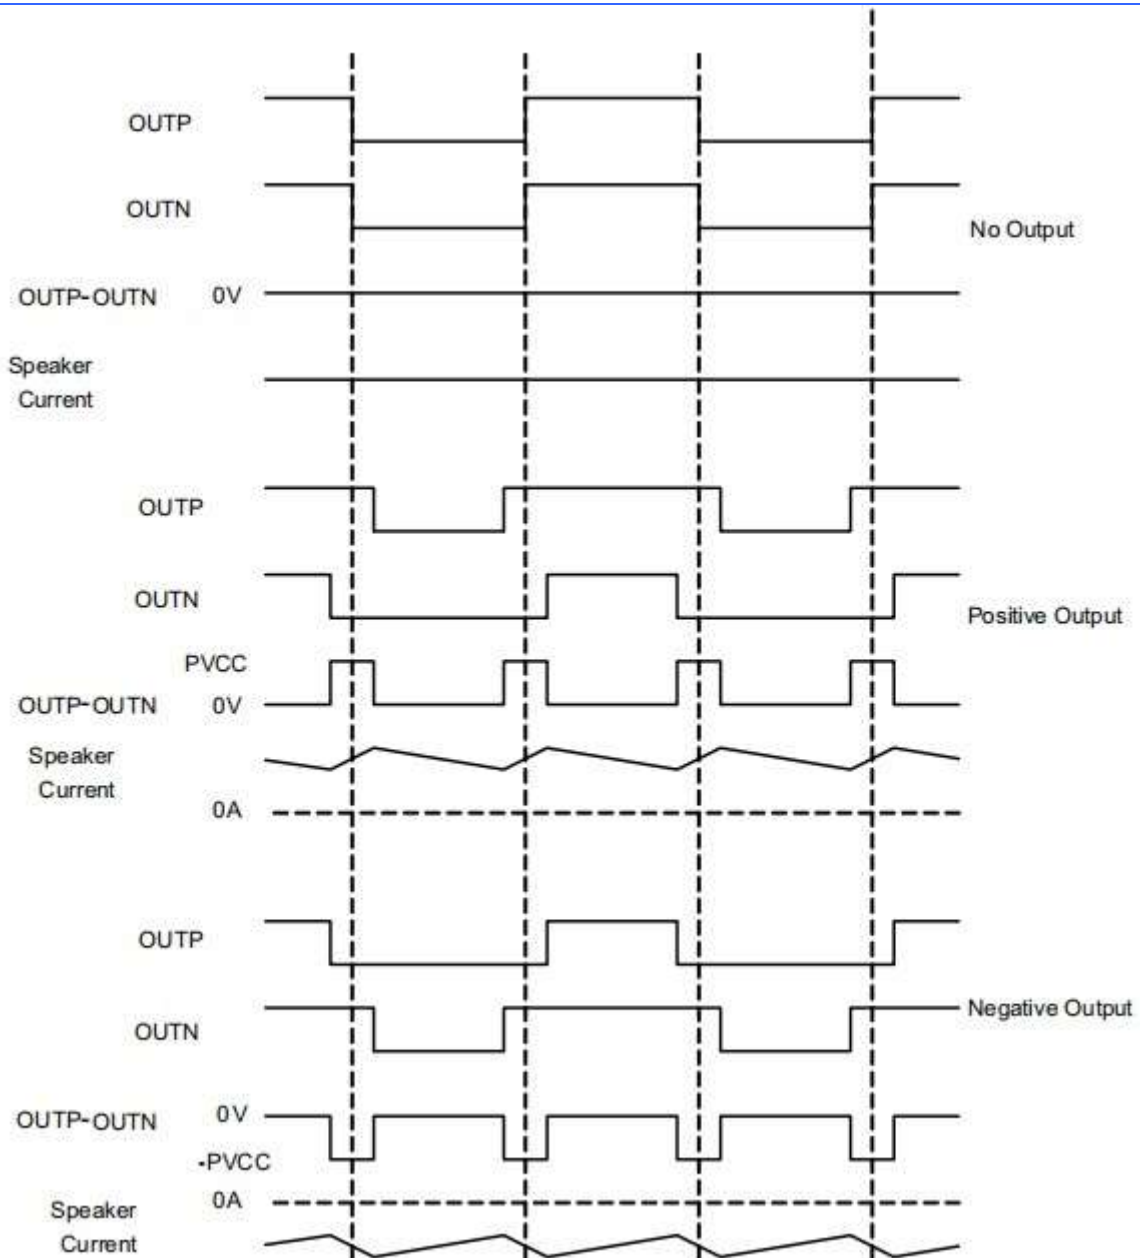 OUTP
OUTN
No Output
OUTP-OUTN 0V
Speaker
Current
OUTP
OUTN
Positive Output
PVCC
OUTP-OUTN 0V
Speaker
Current
0A
OUTP
OUTN
Negative Output
OUTP-OUTN 0V
-PVCC
0A
Speaker
Current